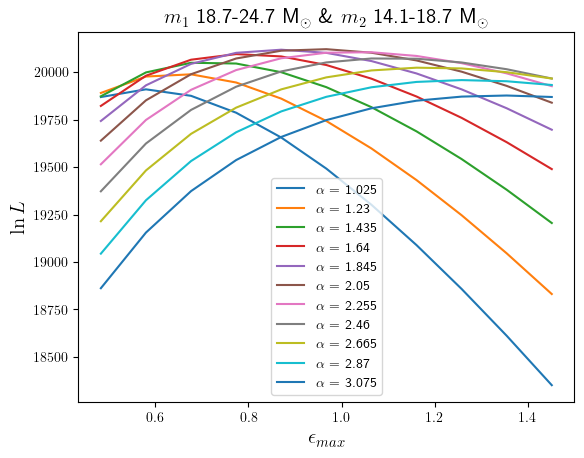 m₁ 18.7-24.7 M⊙ & m₂ 14.1-18.7 M⊙
ln L
20000
19750
19500
19250
19000
18750
18500
α = 1.025
α = 1.23
α = 1.435
α = 1.64
α = 1.845
α = 2.05
α = 2.255
α = 2.46
α = 2.665
α = 2.87
α = 3.075
0.6 0.8 1.0 1.2 1.4
ϵmax